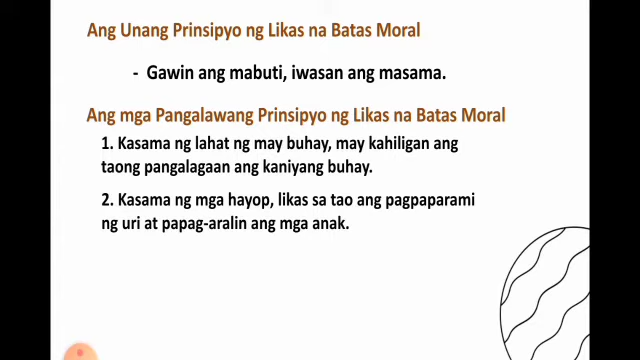 Ang Unang Prinsipyo ng Likas na Batas Moral
- Gawin ang mabuti, iwasan ang masama.
Ang mga Pangalawang Prinsipyo ng Likas na Batas Moral
1. Kasama ng lahat ng may buhay, may kahiligan ang
taong pangalagaan ang kaniyang buhay.
2. Kasama ng mga hayop, likas sa tao ang pagpaparami
ng uri at papag-aralin ang mga anak.